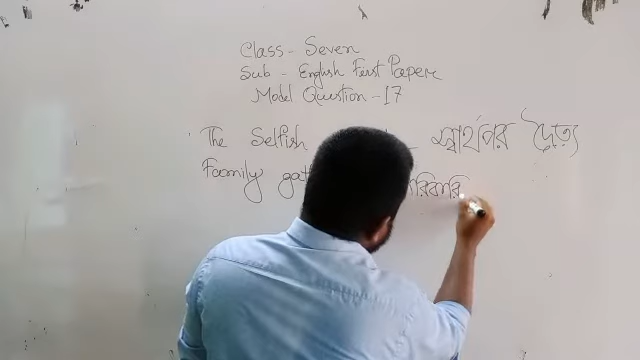 Class - Seven
Sub - English First Paper
Model Question - 17
The Selfish - স্বার্থপর দৈত্য
Family